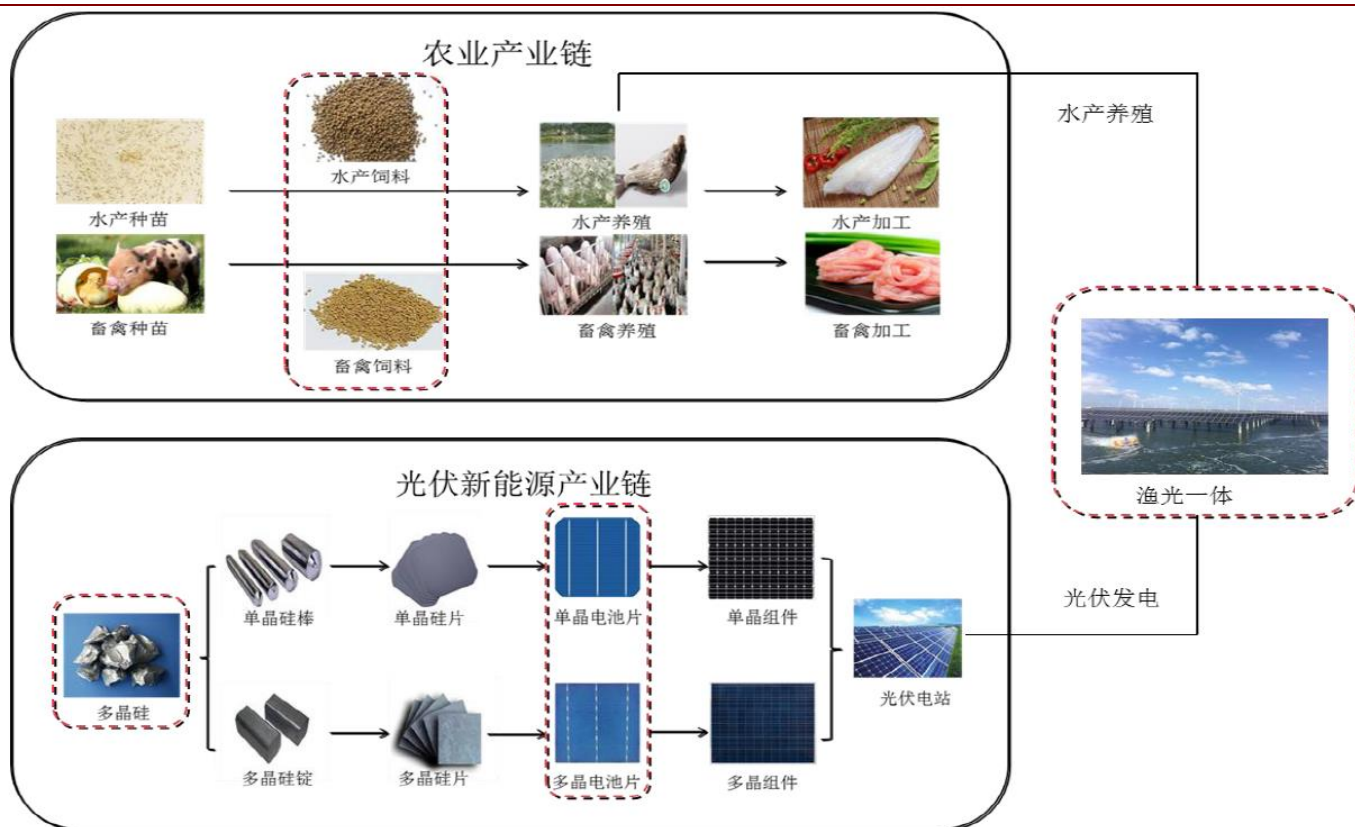 农业产业链
水产饲料
水产种苗
水产养殖
水产加工
畜禽种苗
畜禽饲料
畜禽养殖
畜禽加工
水产养殖
渔光一体
光伏发电
光伏新能源产业链
多晶硅
单晶硅棒
单晶硅片
单晶电池片
单晶组件
多晶硅锭
多晶硅片
多晶电池片
多晶组件
光伏电站